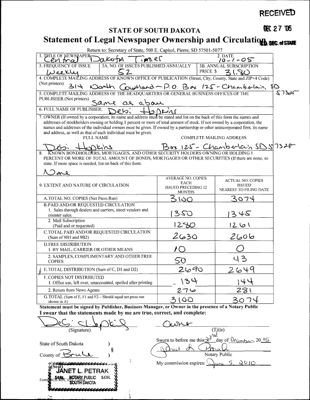 RECEIVED
DEC 27 '05
S.D. SEC. of STATE
STATE OF SOUTH DAKOTA
Statement of Legal Newspaper Ownership and Circulation
Return to: Secretary of State, 500 E. Capitol, Pierre, SD 57501-5077
1. TITLE OF NEWSPAPER
Central Dakota Times
2. DATE
10-1-05
3. FREQUENCY OF ISSUE
Weekly
3A. NO. OF ISSUES PUBLISHED ANNUALLY
52
3B. ANNUAL SUBSCRIPTION
PRICE $ 31.80
4. COMPLETE MAILING ADDRESS OF KNOWN OFFICE OF PUBLICATION (Street, City, County, State and ZIP+4 Code)
(Not printers) 314 North Courtland - P.O. Box 125 - Chamberlain, SD
57325
5. COMPLETE MAILING ADDRESS OF THE HEADQUARTERS OR GENERAL BUSINESS OFFICES OF THE
PUBLISHER (Not printers) Same as above
6. FULL NAME OF PUBLISHER: Debi Hopkins
7. OWNER (If owned by a corporation, its name and address must be stated and list on the back of this form the names and
addresses of stockholders owning or holding 1 percent or more of total amount of stock. If not owned by a corporation, the
names and addresses of the individual owners must be given. If owned by a partnership or other unincorporated firm, its name
and address, as well as that of each individual must be given.
FULL NAME COMPLETE MAILING ADDRESS:
Debi Hopkins Box 125 - Chamberlain SD 57325
8. KNOWN BONDHOLDERS, MORTGAGES, AND OTHER SECURITY HOLDERS OWNING OR HOLDING 1
PERCENT OR MORE OF TOTAL AMOUNT OF BONDS, MORTGAGES OR OTHER SECURITIES (If there are none, so
state. If more space is needed, list on back of this form.
None
9. EXTENT AND NATURE OF CIRCULATION
AVERAGE NO. COPIES
EACH
ISSUED PRECEDING 12
MONTHS
ACTUAL NO. COPIES
ISSUED
NEAREST TO FILING DATE
A. TOTAL NO. COPIES (Net Press Run) 3100 3074
B. PAID AND/OR REQUESTED CIRCULATION
1. Sales through dealers and carriers, street vendors and
counter sales. 1350 1345
2. Mail Subscription
(Paid and or requested) 1280 1261
C. TOTAL PAID AND/OR REQUESTED CIRCULATION
(Sum of 9B1 and 9B2) 2630 2606
D. FREE DISTRIBUTION
1. BY MAIL, CARRIER OR OTHER MEANS 10 0
2. SAMPLES, COMPLIMENTARY AND OTHER FREE
COPIES 50 43
E. TOTAL DISTRIBUTION (Sum of C, D1 and D2) 2690 2649
F. COPIES NOT DISTRIBUTED
1. Office use, left over, unaccounted, spoiled after printing 134 144
2. Return from News Agents 276 281
G. TOTAL (Sum of E, F1 and F2 – Should equal net press run
shown in A) 3100 3074
Statement must be signed by Publisher, Business Manager, or Owner in the presence of a Notary Public
I swear that the statements made by me are true, correct, and complete:
Debi Hopkins Owner
(Signature) (Title)
State of South Dakota
County of Brule
Sworn to before me this day of December, 20 05
Notary Public
My commission expires:
JANET L. PETRAK
SEAL NOTARY PUBLIC SEAL
SOUTH DAKOTA